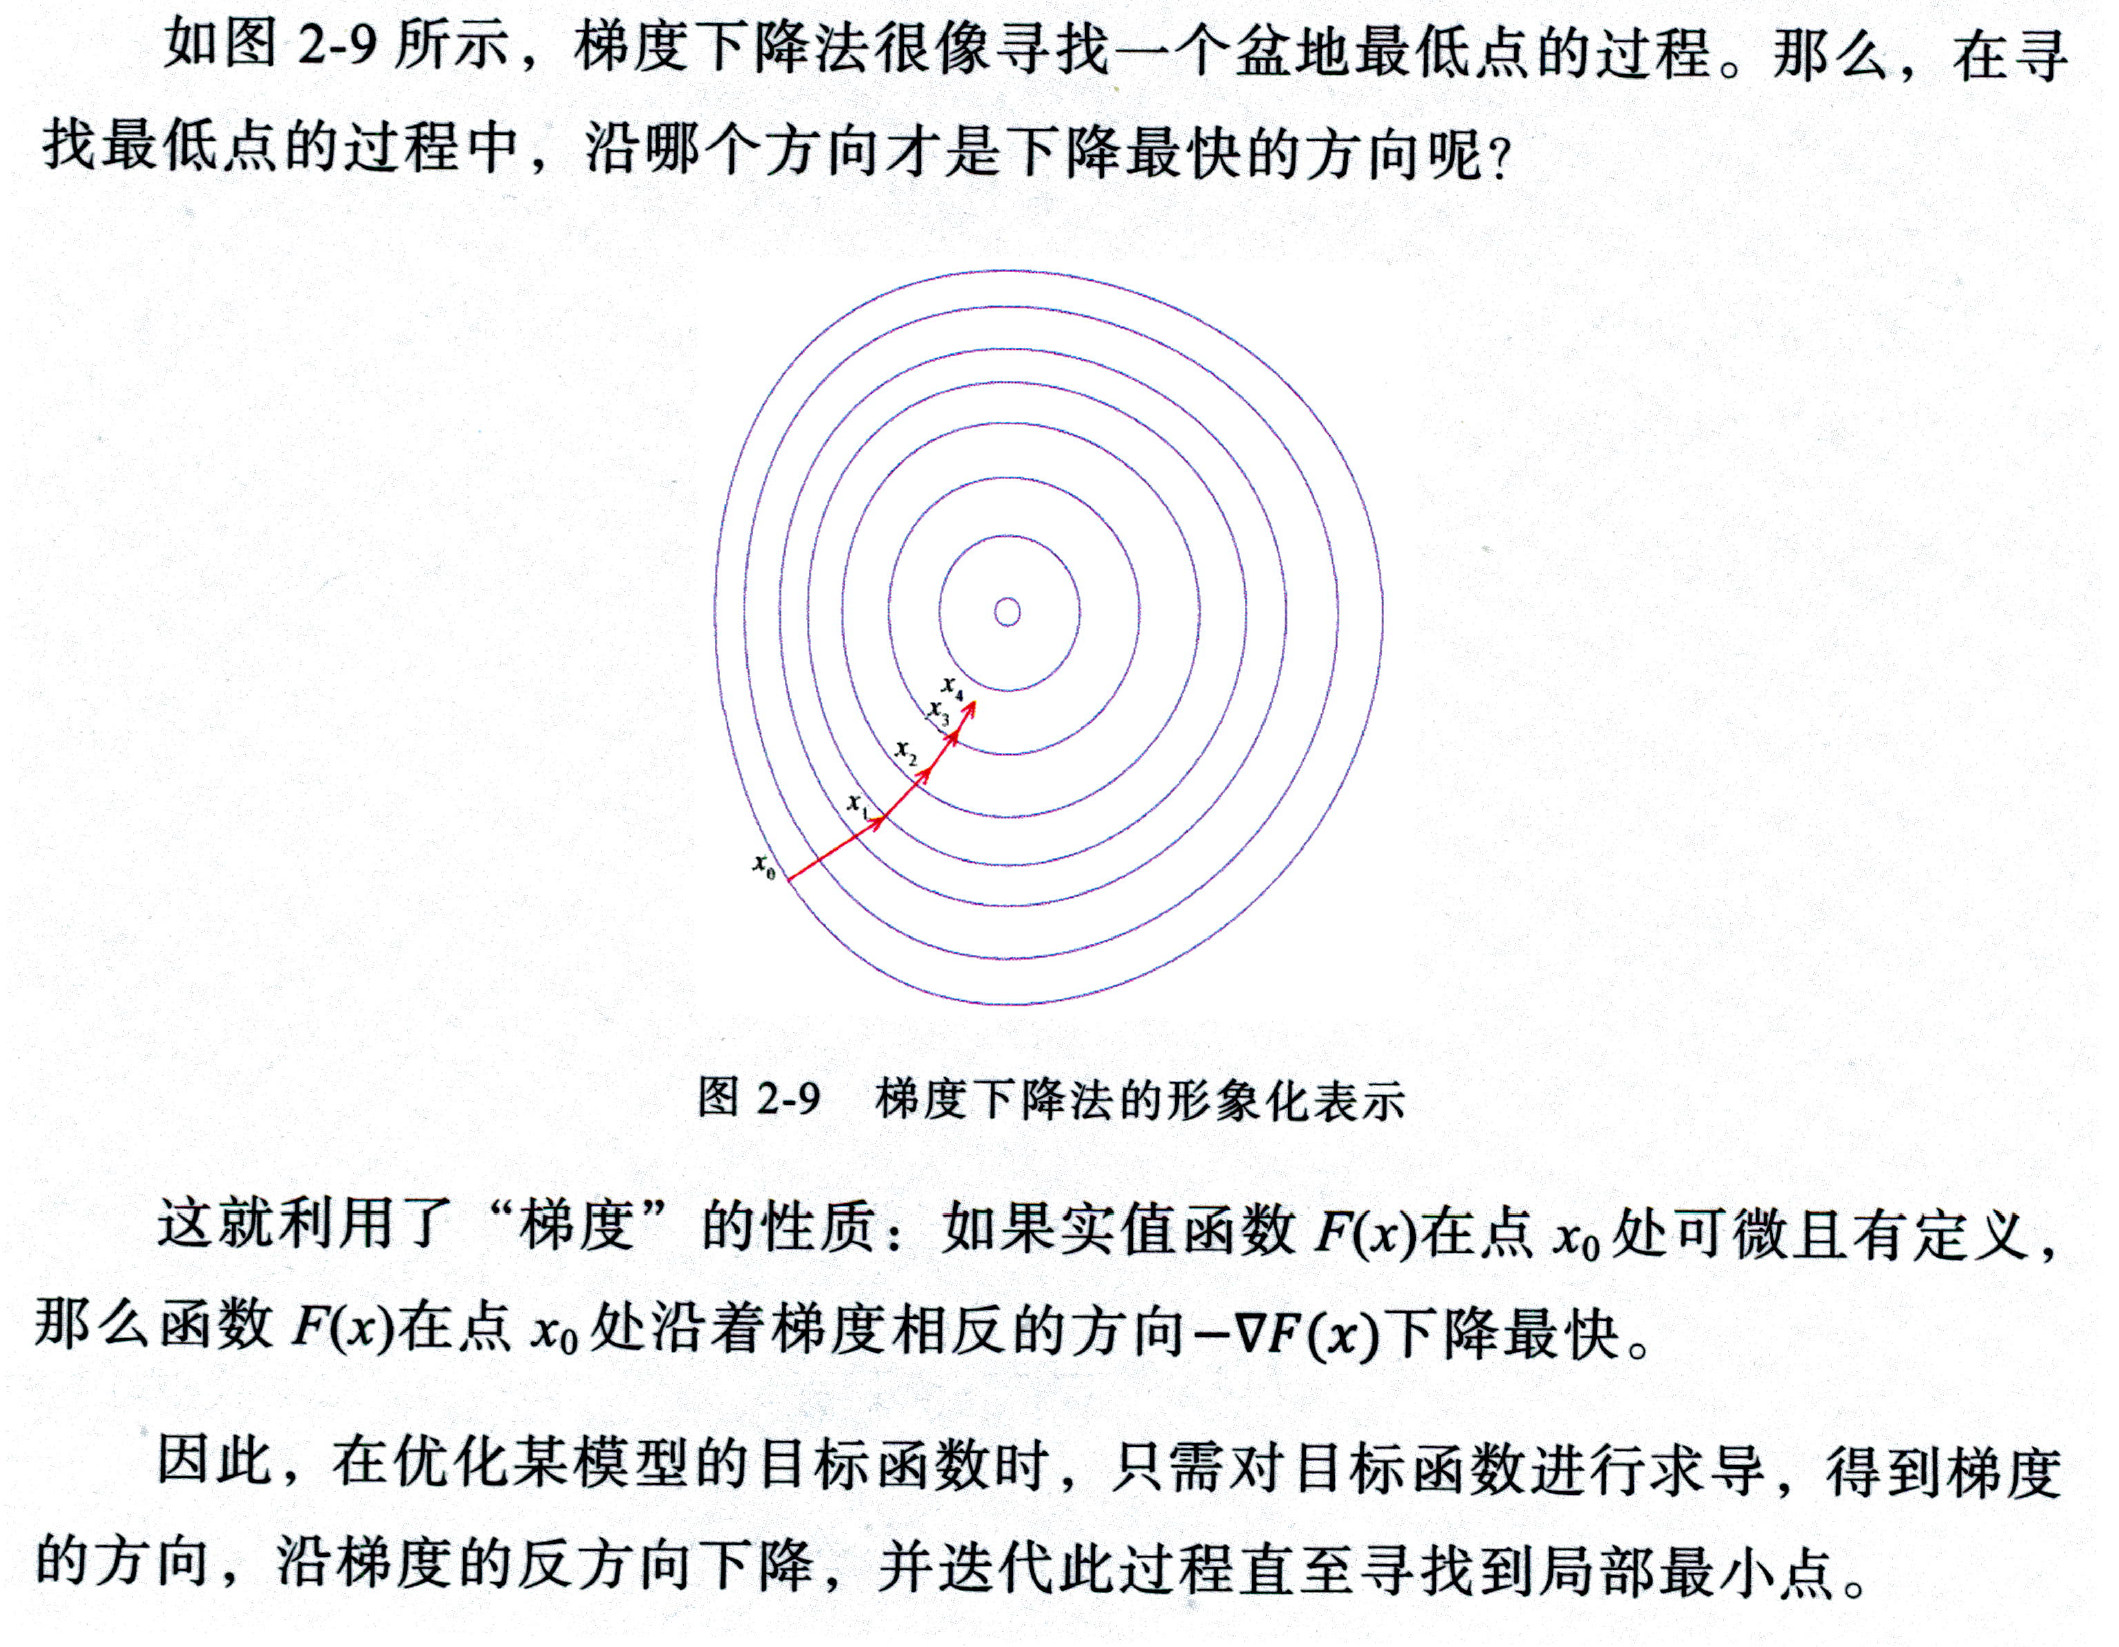 如图 2-9 所示，梯度下降法很像寻找一个盆地最低点的过程。那么，在寻
找最低点的过程中，沿哪个方向才是下降最快的方向呢？
x₄
x₃
x₂
x₁
x₀
图 2-9 梯度下降法的形象化表示
这就利用了“梯度”的性质：如果实值函数 F(x)在点 x₀ 处可微且有定义，
那么函数 F(x)在点 x₀ 处沿着梯度相反的方向−∇F(x)下降最快。
因此，在优化某模型的目标函数时，只需对目标函数进行求导，得到梯度
的方向，沿梯度的反方向下降，并迭代此过程直至寻找到局部最小点。